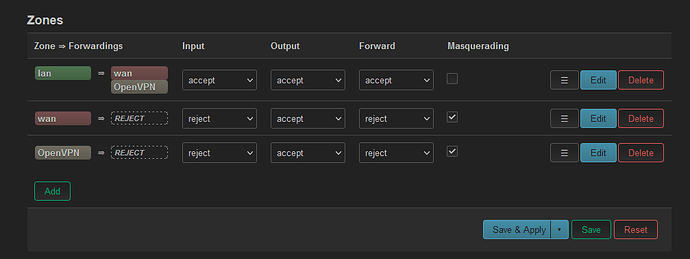 Zones
Zone ⇒ Forwardings Input Output Forward Masquerading
lan ⇒ wan accept accept accept ☰ Edit Delete
OpenVPN
wan ⇒ REJECT reject accept reject ☰ Edit Delete
OpenVPN ⇒ REJECT reject accept reject ☰ Edit Delete
Add
Save & Apply Save Reset